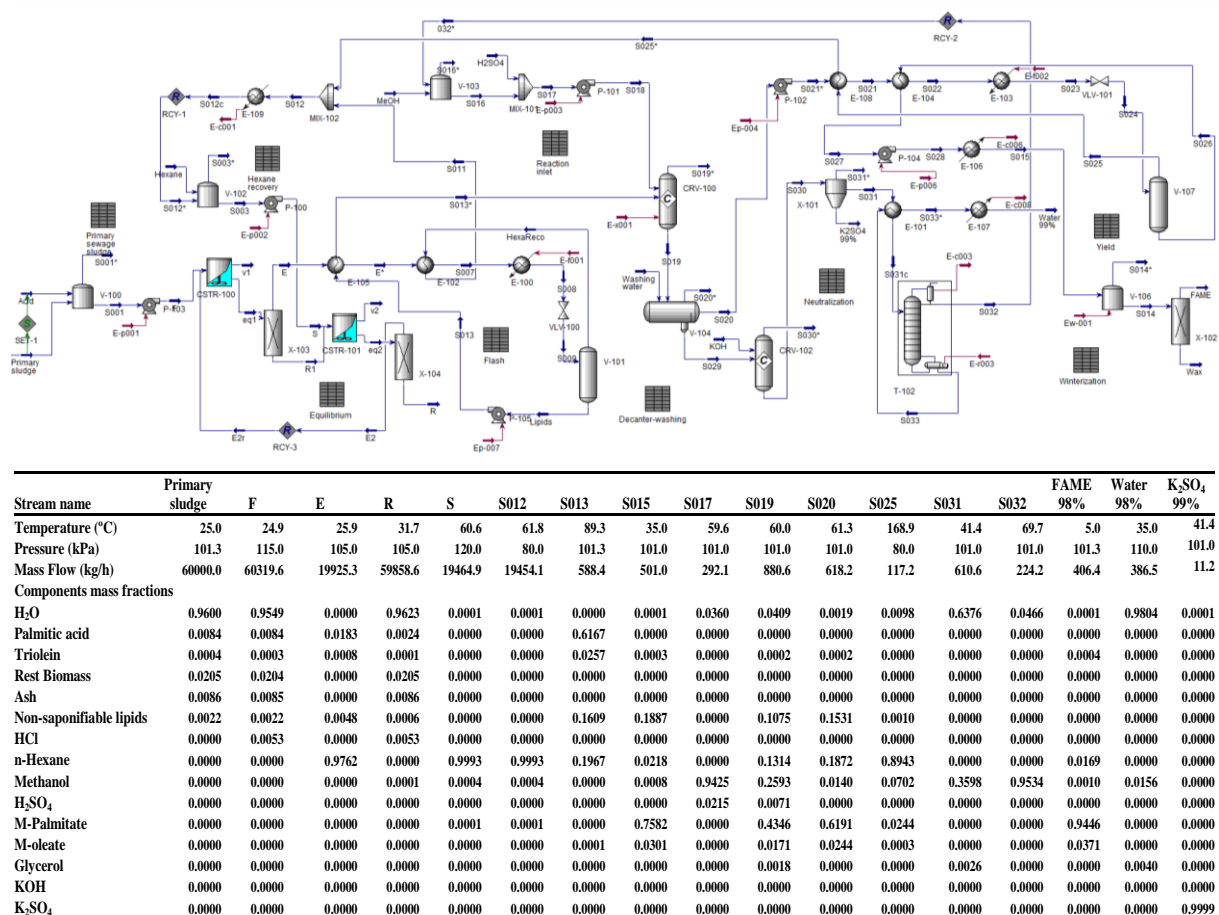 RCY-2
032*
S025*
S016*
H2SO4
V-103
S016
MIX-101
S017
P-101
S018
E-p003
MeOH
RCY-1
S012c
S012
E-109
E-c001
MIX-102
P-102
S021*
Ep-004
S021
E-108
S022
E-104
E-f002
E-103
S023
VLV-101
S024
S011
Hexane
S003*
Hexane recovery
V-102
S012*
S003
P-100
E-p002
Reaction inlet
S013*
S019*
CRV-100
E-x001
S027
P-104
S028
E-p006
E-106
E-c006
S015
S025
S026
V-107
S030
S031*
X-101
S031
K2SO4 99%
E-101
S033*
E-107
E-c008
Water 99%
Primary sewage sludge
S001*
Acid
V-100
S001
SET-1
E-p001
Primary sludge
CSTR-100
v1
eq1
X-103
E
E-105
E*
HexaReco
E-102
S007
E-f001
E-100
S008
VLV-100
S009
V-101
S
v2
CSTR-101
eq2
R1
X-104
R
S013
Flash
P-105
Lipids
Ep-007
Equilibrium
E2r
RCY-3
E2
S019
Washing water
S020*
S020
V-104
S029
KOH
S030*
CRV-102
Decanter-washing
Neutralization
S031c
E-c003
S032
E-r003
T-102
S033
Yield
S014*
V-106
S014
Ew-001
FAME
X-102
Wax
Winterization
Stream name Primary sludge F E R S S012 S013 S015 S017 S019 S020 S025 S031 S032 FAME 98% Water 98% K₂SO₄ 99%
Temperature (ºC) 25.0 24.9 25.9 31.7 60.6 61.8 89.3 35.0 59.6 60.0 61.3 168.9 41.4 69.7 5.0 35.0 41.4
Pressure (kPa) 101.3 115.0 105.0 105.0 120.0 80.0 101.3 101.0 101.0 101.0 101.0 80.0 101.0 101.0 101.3 110.0 101.0
Mass Flow (kg/h) 60000.0 60319.6 19925.3 59858.6 19464.9 19454.1 588.4 501.0 292.1 880.6 618.2 117.2 610.6 224.2 406.4 386.5 11.2
Components mass fractions
H₂O 0.9600 0.9549 0.0000 0.9623 0.0001 0.0001 0.0000 0.0001 0.0360 0.0409 0.0019 0.0098 0.6376 0.0466 0.0001 0.9804 0.0001
Palmitic acid 0.0084 0.0084 0.0183 0.0024 0.0000 0.0000 0.6167 0.0000 0.0000 0.0000 0.0000 0.0000 0.0000 0.0000 0.0000 0.0000 0.0000
Triolein 0.0004 0.0003 0.0008 0.0001 0.0000 0.0000 0.0257 0.0003 0.0000 0.0002 0.0002 0.0000 0.0000 0.0000 0.0004 0.0000 0.0000
Rest Biomass 0.0205 0.0204 0.0000 0.0205 0.0000 0.0000 0.0000 0.0000 0.0000 0.0000 0.0000 0.0000 0.0000 0.0000 0.0000 0.0000 0.0000
Ash 0.0086 0.0085 0.0000 0.0086 0.0000 0.0000 0.0000 0.0000 0.0000 0.0000 0.0000 0.0000 0.0000 0.0000 0.0000 0.0000 0.0000
Non-saponifiable lipids 0.0022 0.0022 0.0048 0.0006 0.0000 0.0000 0.1609 0.1887 0.0000 0.1075 0.1531 0.0010 0.0000 0.0000 0.0000 0.0000 0.0000
HCl 0.0000 0.0053 0.0000 0.0053 0.0000 0.0000 0.0000 0.0000 0.0000 0.0000 0.0000 0.0000 0.0000 0.0000 0.0000 0.0000 0.0000
n-Hexane 0.0000 0.0000 0.9762 0.0000 0.9993 0.9993 0.1967 0.0218 0.0000 0.1314 0.1872 0.8943 0.0000 0.0000 0.0169 0.0000 0.0000
Methanol 0.0000 0.0000 0.0000 0.0001 0.0004 0.0004 0.0000 0.0008 0.9425 0.2593 0.0140 0.0702 0.3598 0.9534 0.0010 0.0156 0.0000
H₂SO₄ 0.0000 0.0000 0.0000 0.0000 0.0000 0.0000 0.0000 0.0000 0.0215 0.0071 0.0000 0.0000 0.0000 0.0000 0.0000 0.0000 0.0000
M-Palmitate 0.0000 0.0000 0.0000 0.0000 0.0001 0.0001 0.0000 0.7582 0.0000 0.4346 0.6191 0.0244 0.0000 0.0000 0.9446 0.0000 0.0000
M-oleate 0.0000 0.0000 0.0000 0.0000 0.0000 0.0000 0.0001 0.0301 0.0000 0.0171 0.0244 0.0003 0.0000 0.0000 0.0371 0.0000 0.0000
Glycerol 0.0000 0.0000 0.0000 0.0000 0.0000 0.0000 0.0000 0.0000 0.0000 0.0018 0.0000 0.0000 0.0026 0.0000 0.0000 0.0040 0.0000
KOH 0.0000 0.0000 0.0000 0.0000 0.0000 0.0000 0.0000 0.0000 0.0000 0.0000 0.0000 0.0000 0.0000 0.0000 0.0000 0.0000 0.0000
K₂SO₄ 0.0000 0.0000 0.0000 0.0000 0.0000 0.0000 0.0000 0.0000 0.0000 0.0000 0.0000 0.0000 0.0000 0.0000 0.0000 0.0000 0.9999